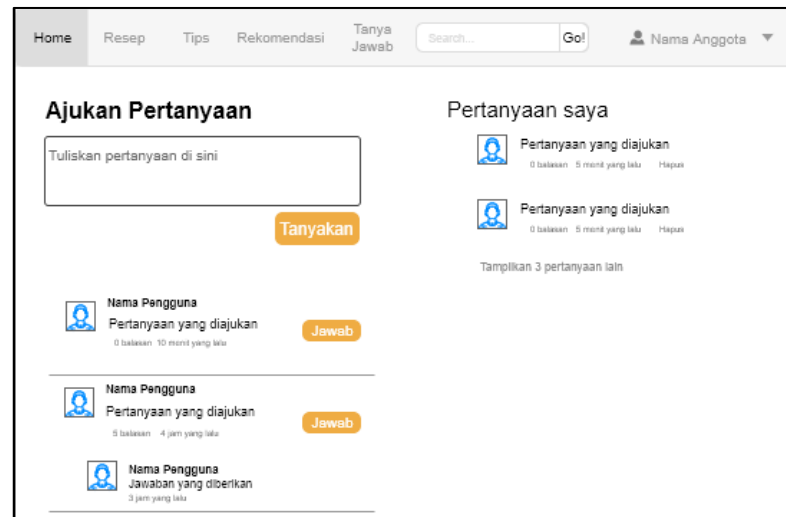 Home Resep Tips Rekomendasi Tanya Jawab Search... Go! Nama Anggota
Ajukan Pertanyaan
Tuliskan pertanyaan di sini
Tanyakan
Nama Pengguna
Pertanyaan yang diajukan
0 balasan 10 menit yang lalu
Jawab
Nama Pengguna
Pertanyaan yang diajukan
5 balasan 4 jam yang lalu
Jawab
Nama Pengguna
Jawaban yang diberikan
3 jam yang lalu
Pertanyaan saya
Pertanyaan yang diajukan
0 balasan 5 menit yang lalu Hapus
Pertanyaan yang diajukan
0 balasan 5 menit yang lalu Hapus
Tampilkan 3 pertanyaan lain